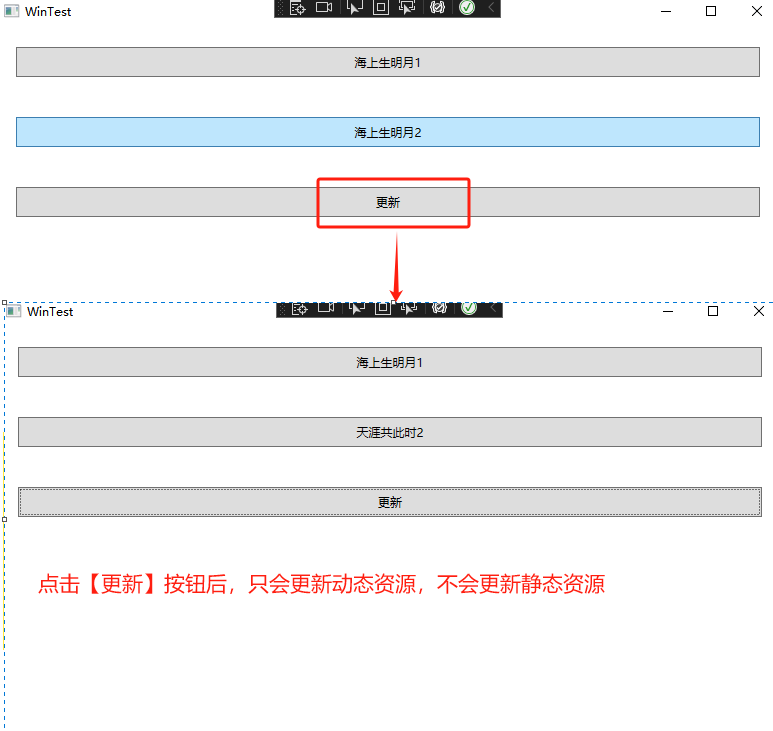 WinTest
海上生明月1
海上生明月2
更新
WinTest
海上生明月1
天涯共此时2
更新
点击【更新】按钮后，只会更新动态资源，不会更新静态资源